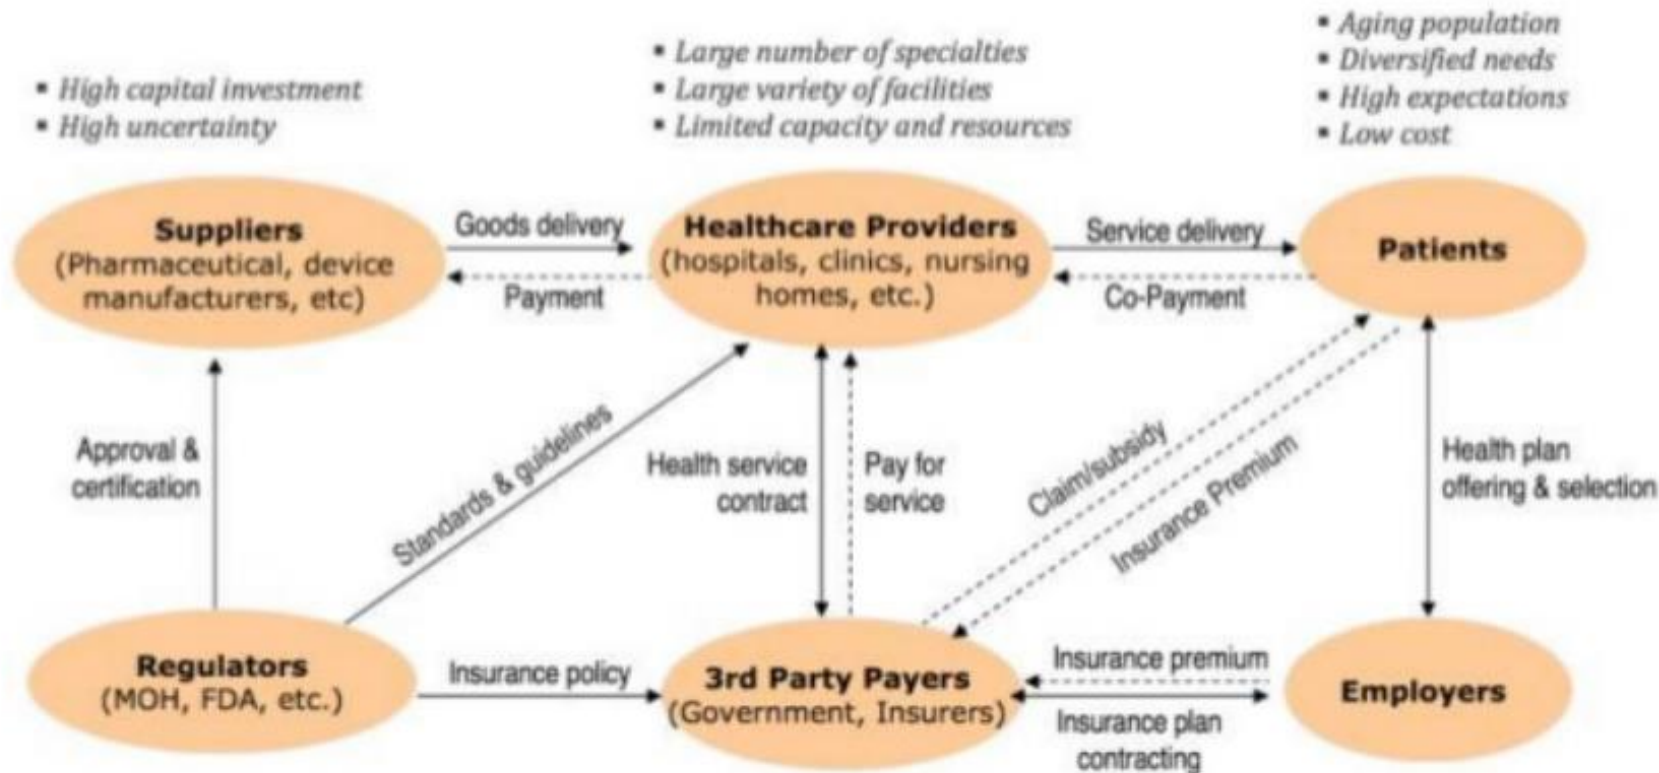 ▪ High capital investment
▪ High uncertainty
▪ Large number of specialties
▪ Large variety of facilities
▪ Limited capacity and resources
▪ Aging population
▪ Diversified needs
▪ High expectations
▪ Low cost
Suppliers
(Pharmaceutical, device
manufacturers, etc)
Goods delivery
Payment
Healthcare Providers
(hospitals, clinics, nursing
homes, etc.)
Service delivery
Co-Payment
Patients
Approval &
certification
Standards & guidelines
Health service
contract
Pay for
service
Claim/subsidy
Insurance Premium
Health plan
offering & selection
Regulators
(MOH, FDA, etc.)
Insurance policy
3rd Party Payers
(Government, Insurers)
Insurance premium
Insurance plan
contracting
Employers